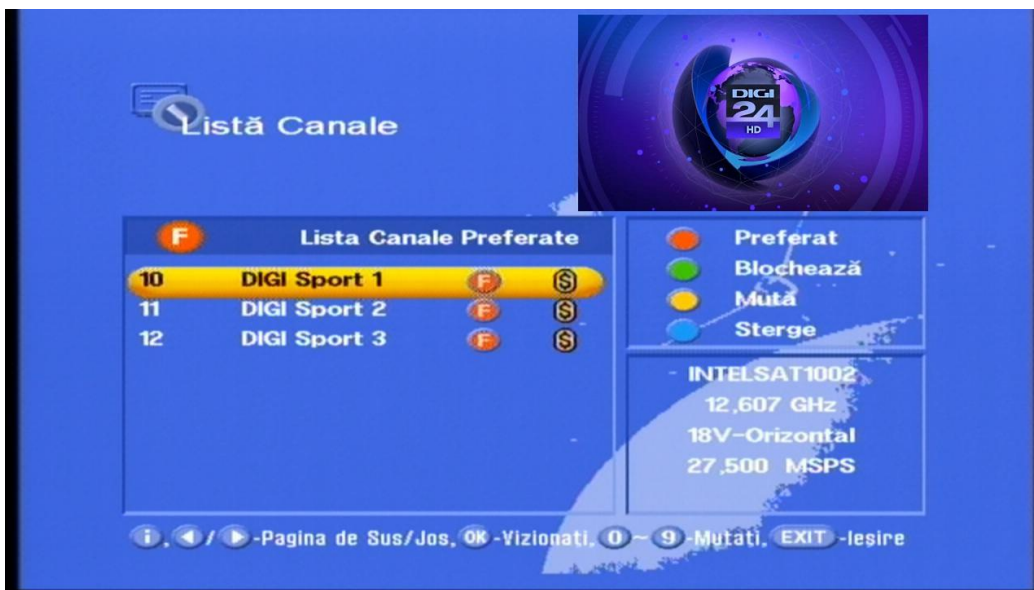 Listă Canale
DIGI
24
HD
F Lista Canale Preferate
10 DIGI Sport 1 F $
11 DIGI Sport 2 F $
12 DIGI Sport 3 F $
Preferat
Blochează
Mută
Sterge
INTELSAT1002
12,607 GHz
18V-Orizontal
27,500 MSPS
i, ◀/▶-Pagina de Sus/Jos, OK-Vizionati, 0~9-Mutati, EXIT-Ieşire